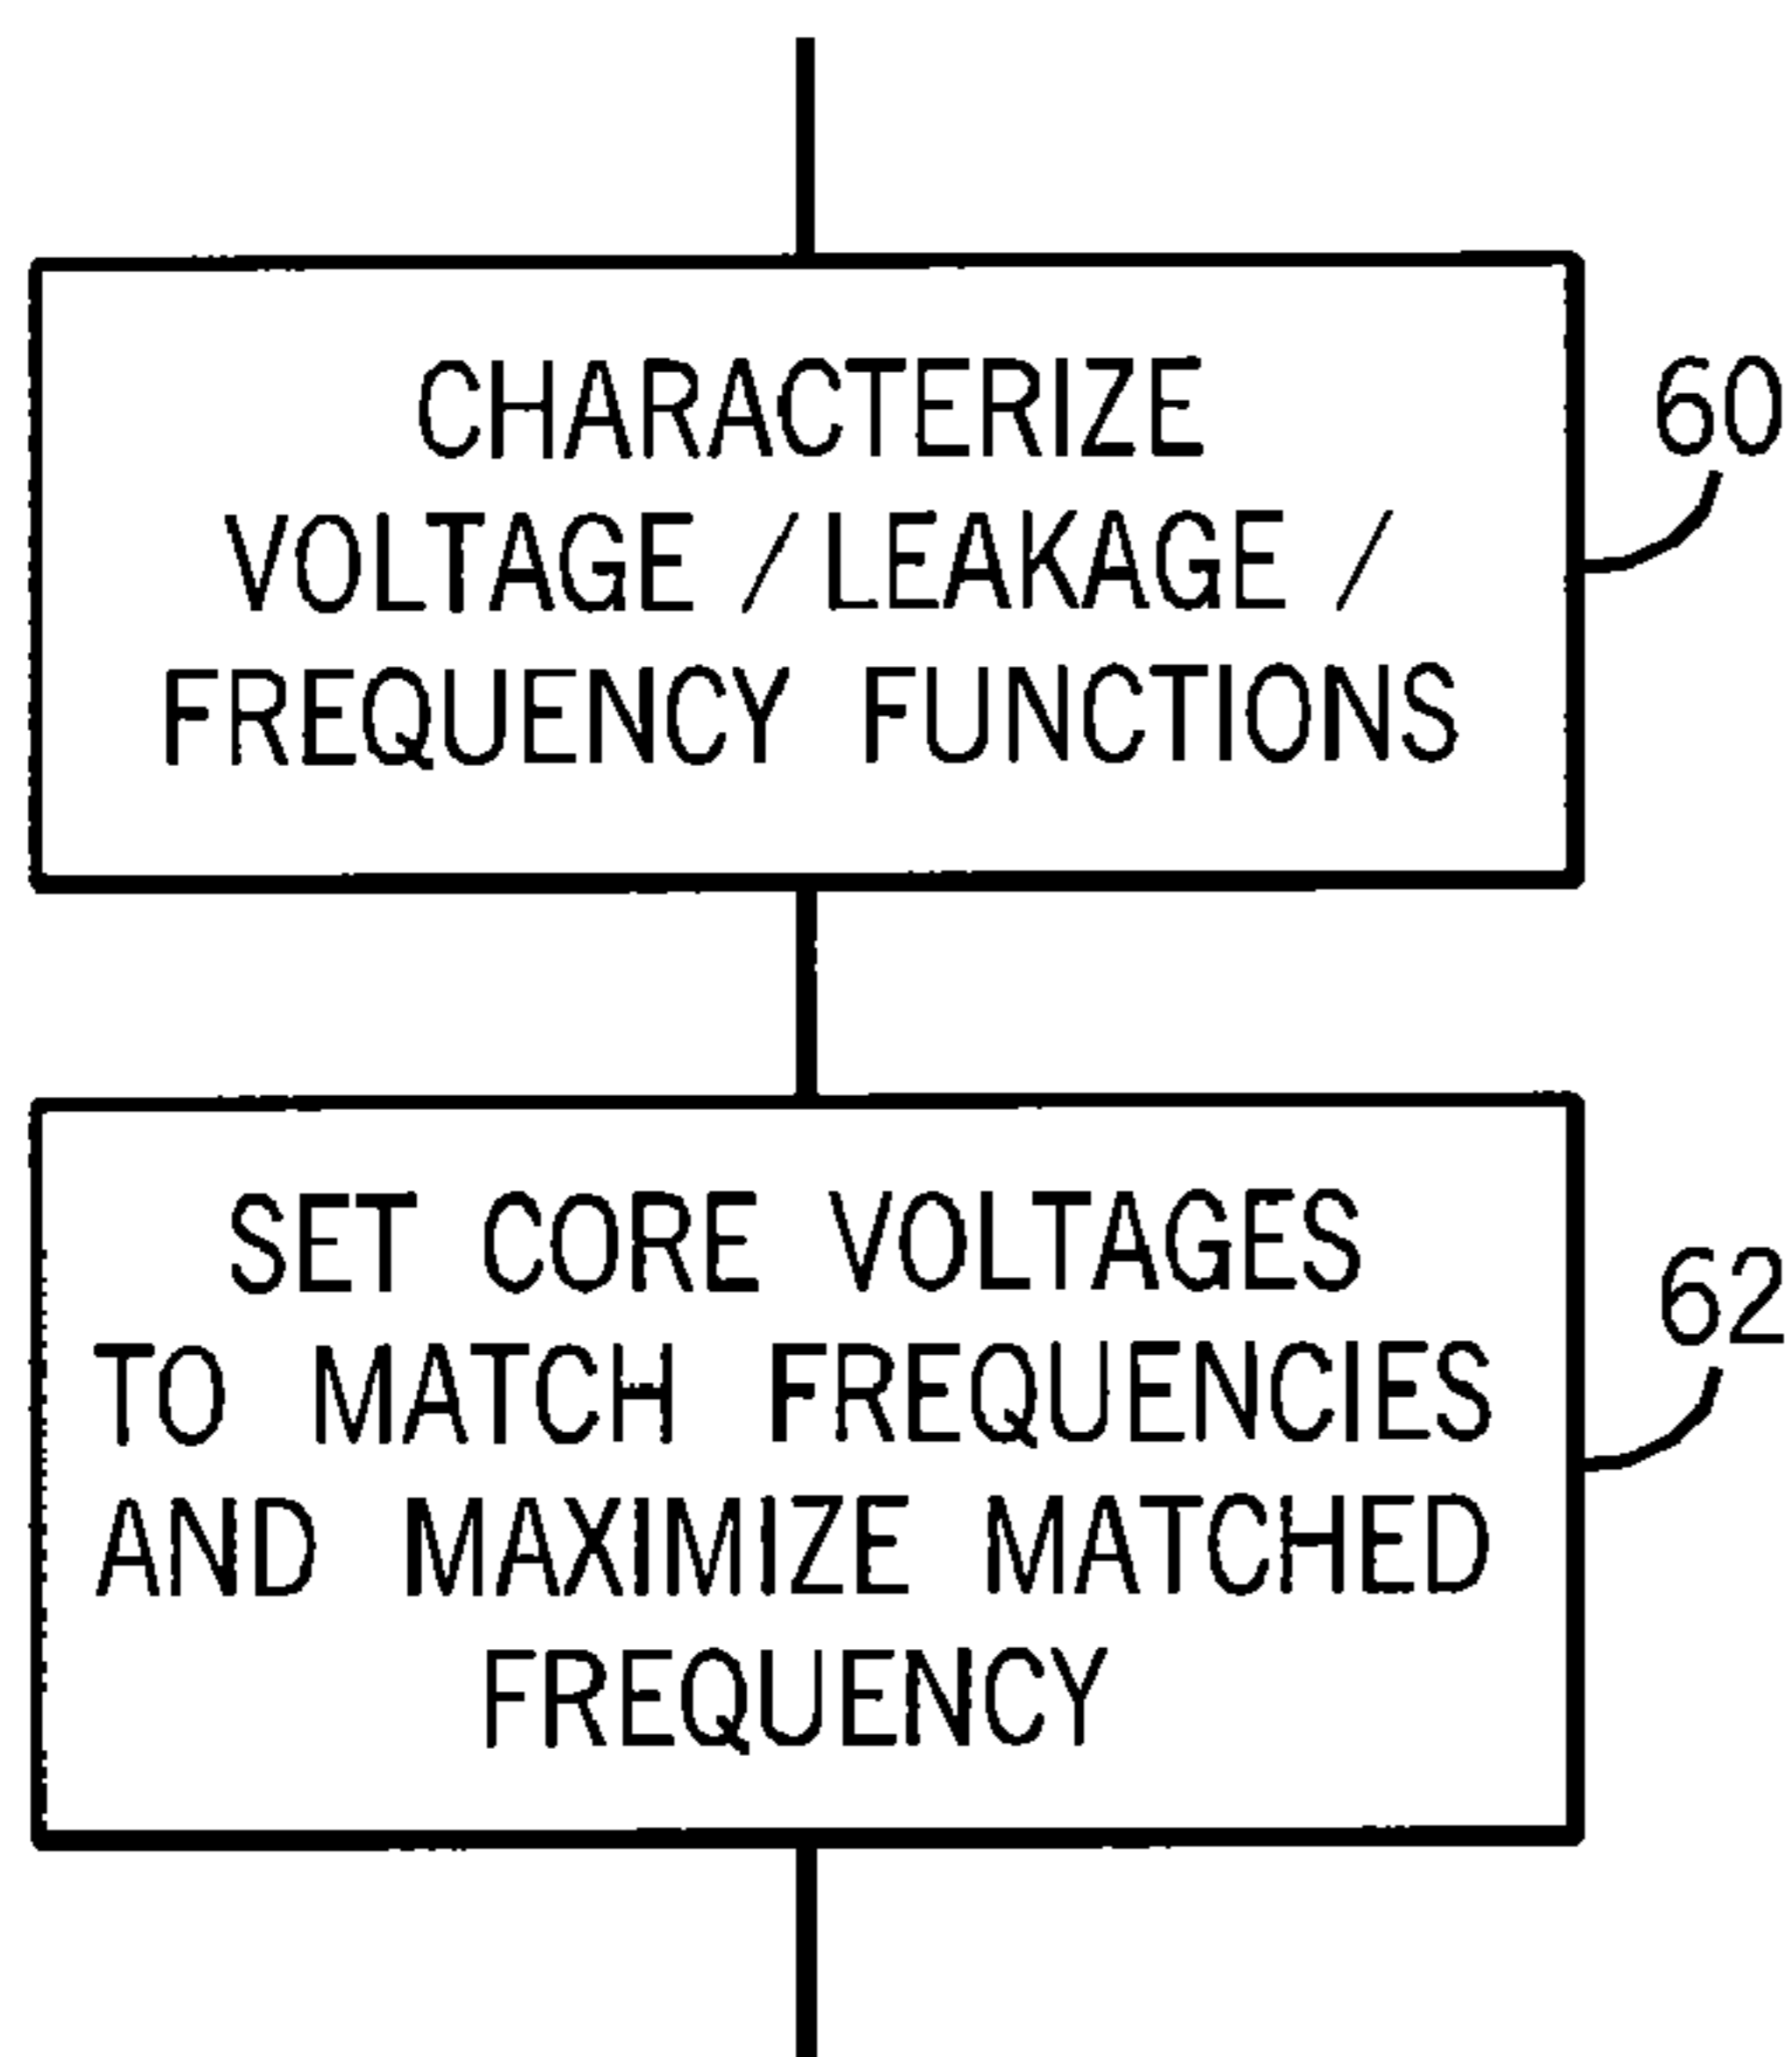 CHARACTERIZE
VOLTAGE / LEAKAGE /
FREQUENCY FUNCTIONS
60
SET CORE VOLTAGES
TO MATCH FREQUENCIES
AND MAXIMIZE MATCHED
FREQUENCY
62